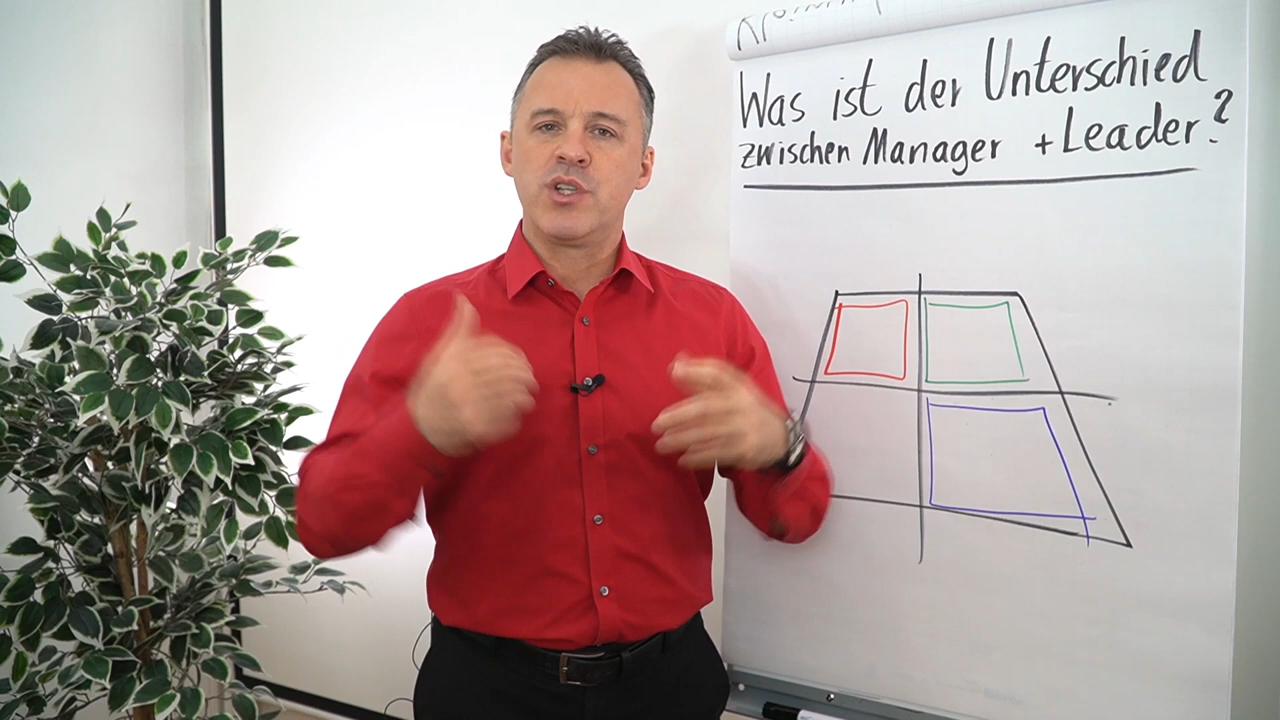 Was ist der Unterschied
zwischen Manager + Leader?